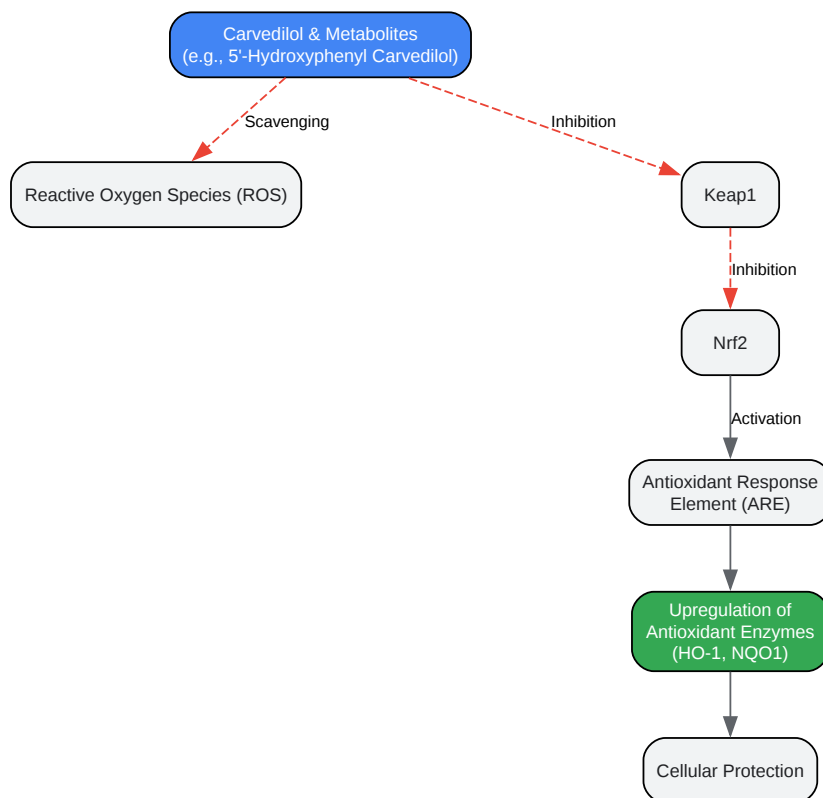 Carvedilol & Metabolites
(e.g., 5'-Hydroxyphenyl Carvedilol)
Scavenging
Inhibition
Reactive Oxygen Species (ROS)
Keap1
Inhibition
Nrf2
Activation
Antioxidant Response
Element (ARE)
Upregulation of
Antioxidant Enzymes
(HO-1, NQO1)
Cellular Protection